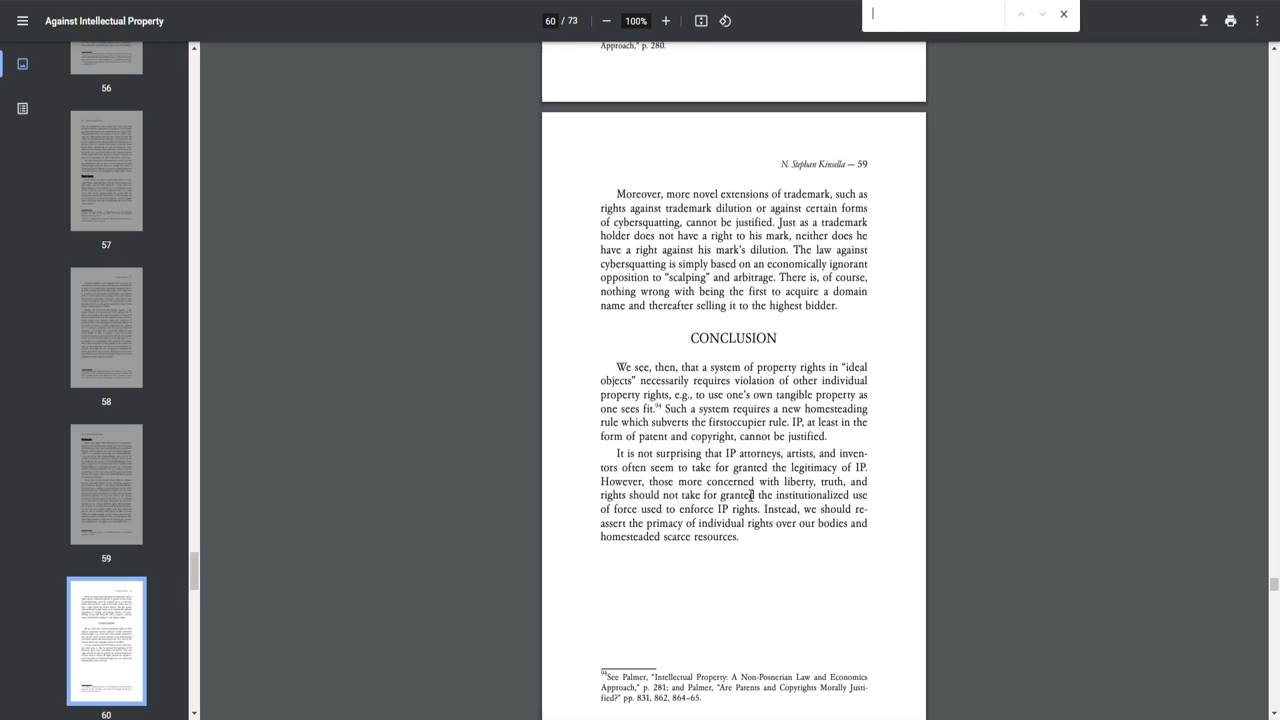 Against Intellectual Property
60 / 73
100%
Approach," p. 280.
56
57
58
59
60
N. Stephan Kinsella — 59
Moreover, more novel extensions of trademark, such as
rights against trademark dilution or against certain forms
of cybersquatting, cannot be justified. Just as a trademark
holder does not have a right to his mark, neither does he
have a right against his mark's dilution. The law against
cybersquatting is simply based on an economically ignorant
opposition to “scalping” and arbitrage. There is, of course,
nothing wrong with being the first to acquire a domain
name and thereafter selling it to the highest bidder.
CONCLUSION
We see, then, that a system of property rights in “ideal
objects” necessarily requires violation of other individual
property rights, e.g., to use one's own tangible property as
one sees fit.94 Such a system requires a new homesteading
rule which subverts the firstoccupier rule. IP, at least in the
form of patent and copyright, cannot be justified.
It is not surprising that IP attorneys, artists, and inven-
tors often seem to take for granted the legitimacy of IP.
However, those more concerned with liberty, truth, and
rights should not take for granted the institutionalized use
of force used to enforce IP rights. Instead, we should re-
assert the primacy of individual rights over our bodies and
homesteaded scarce resources.
94See Palmer, “Intellectual Property: A Non-Posnerian Law and Economics
Approach,” p. 281; and Palmer, “Are Patents and Copyrights Morally Justi-
fied?” pp. 831, 862, 864–65.